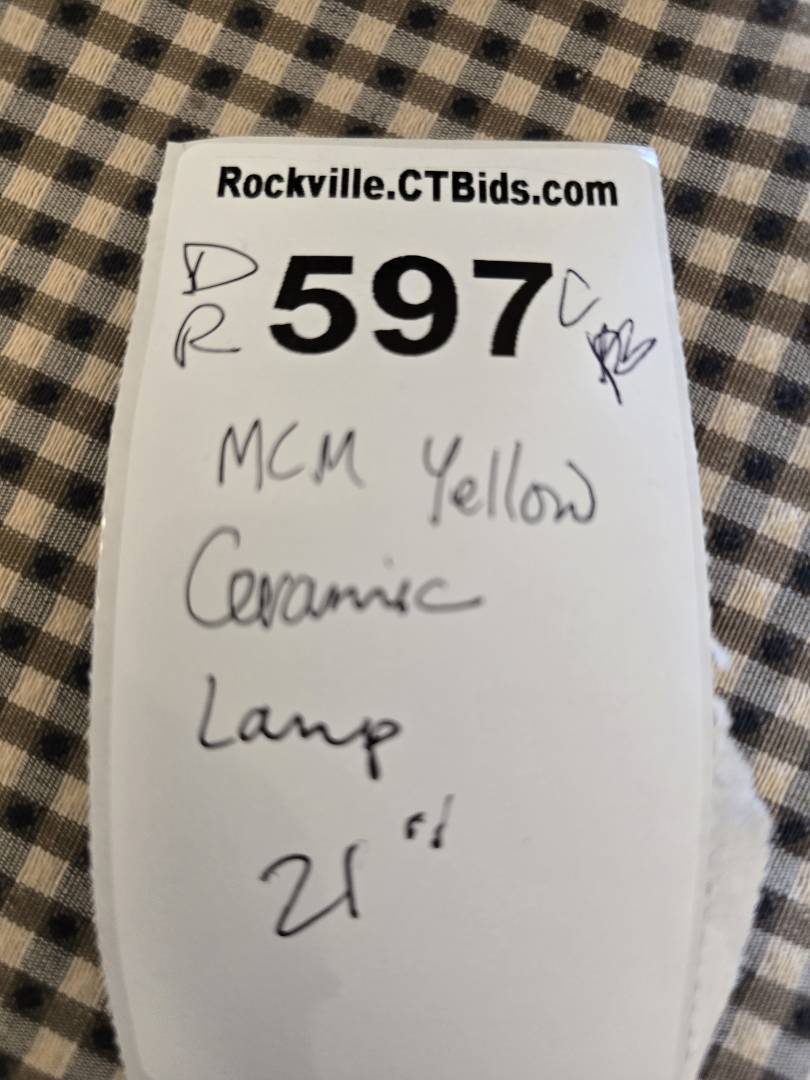 Rockville.CTBids.com
D 597 C
R
MCM Yellow
Ceramic
Lamp
21"